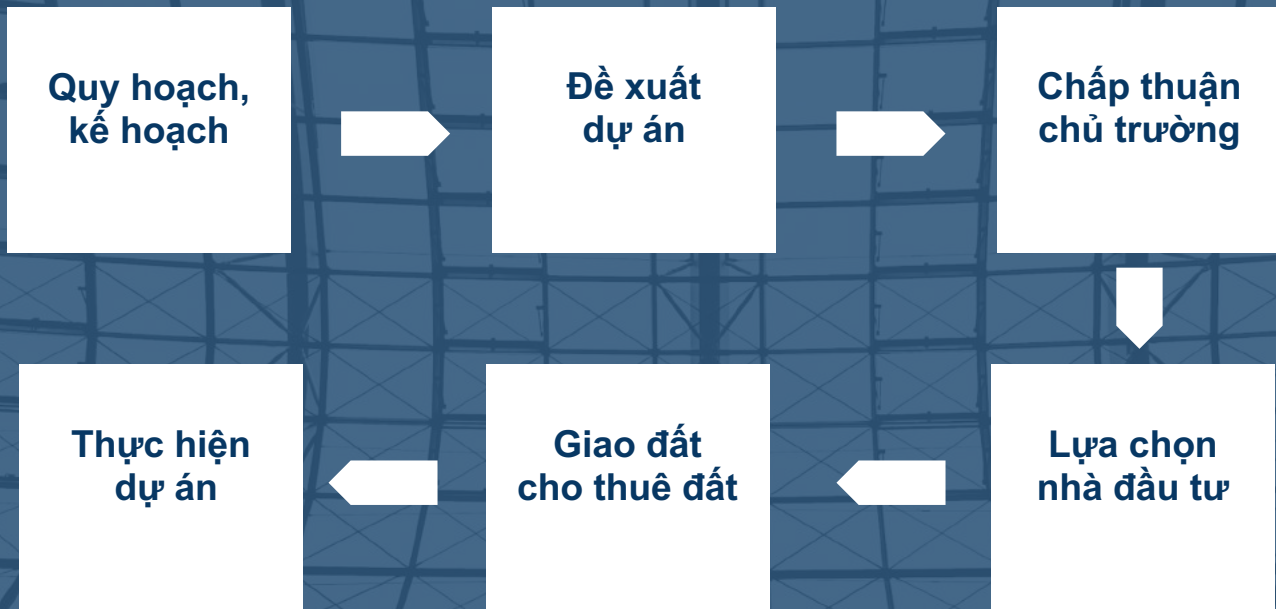 Quy hoạch,
kế hoạch
Đề xuất
dự án
Chấp thuận
chủ trường
Lựa chọn
nhà đầu tư
Giao đất
cho thuê đất
Thực hiện
dự án